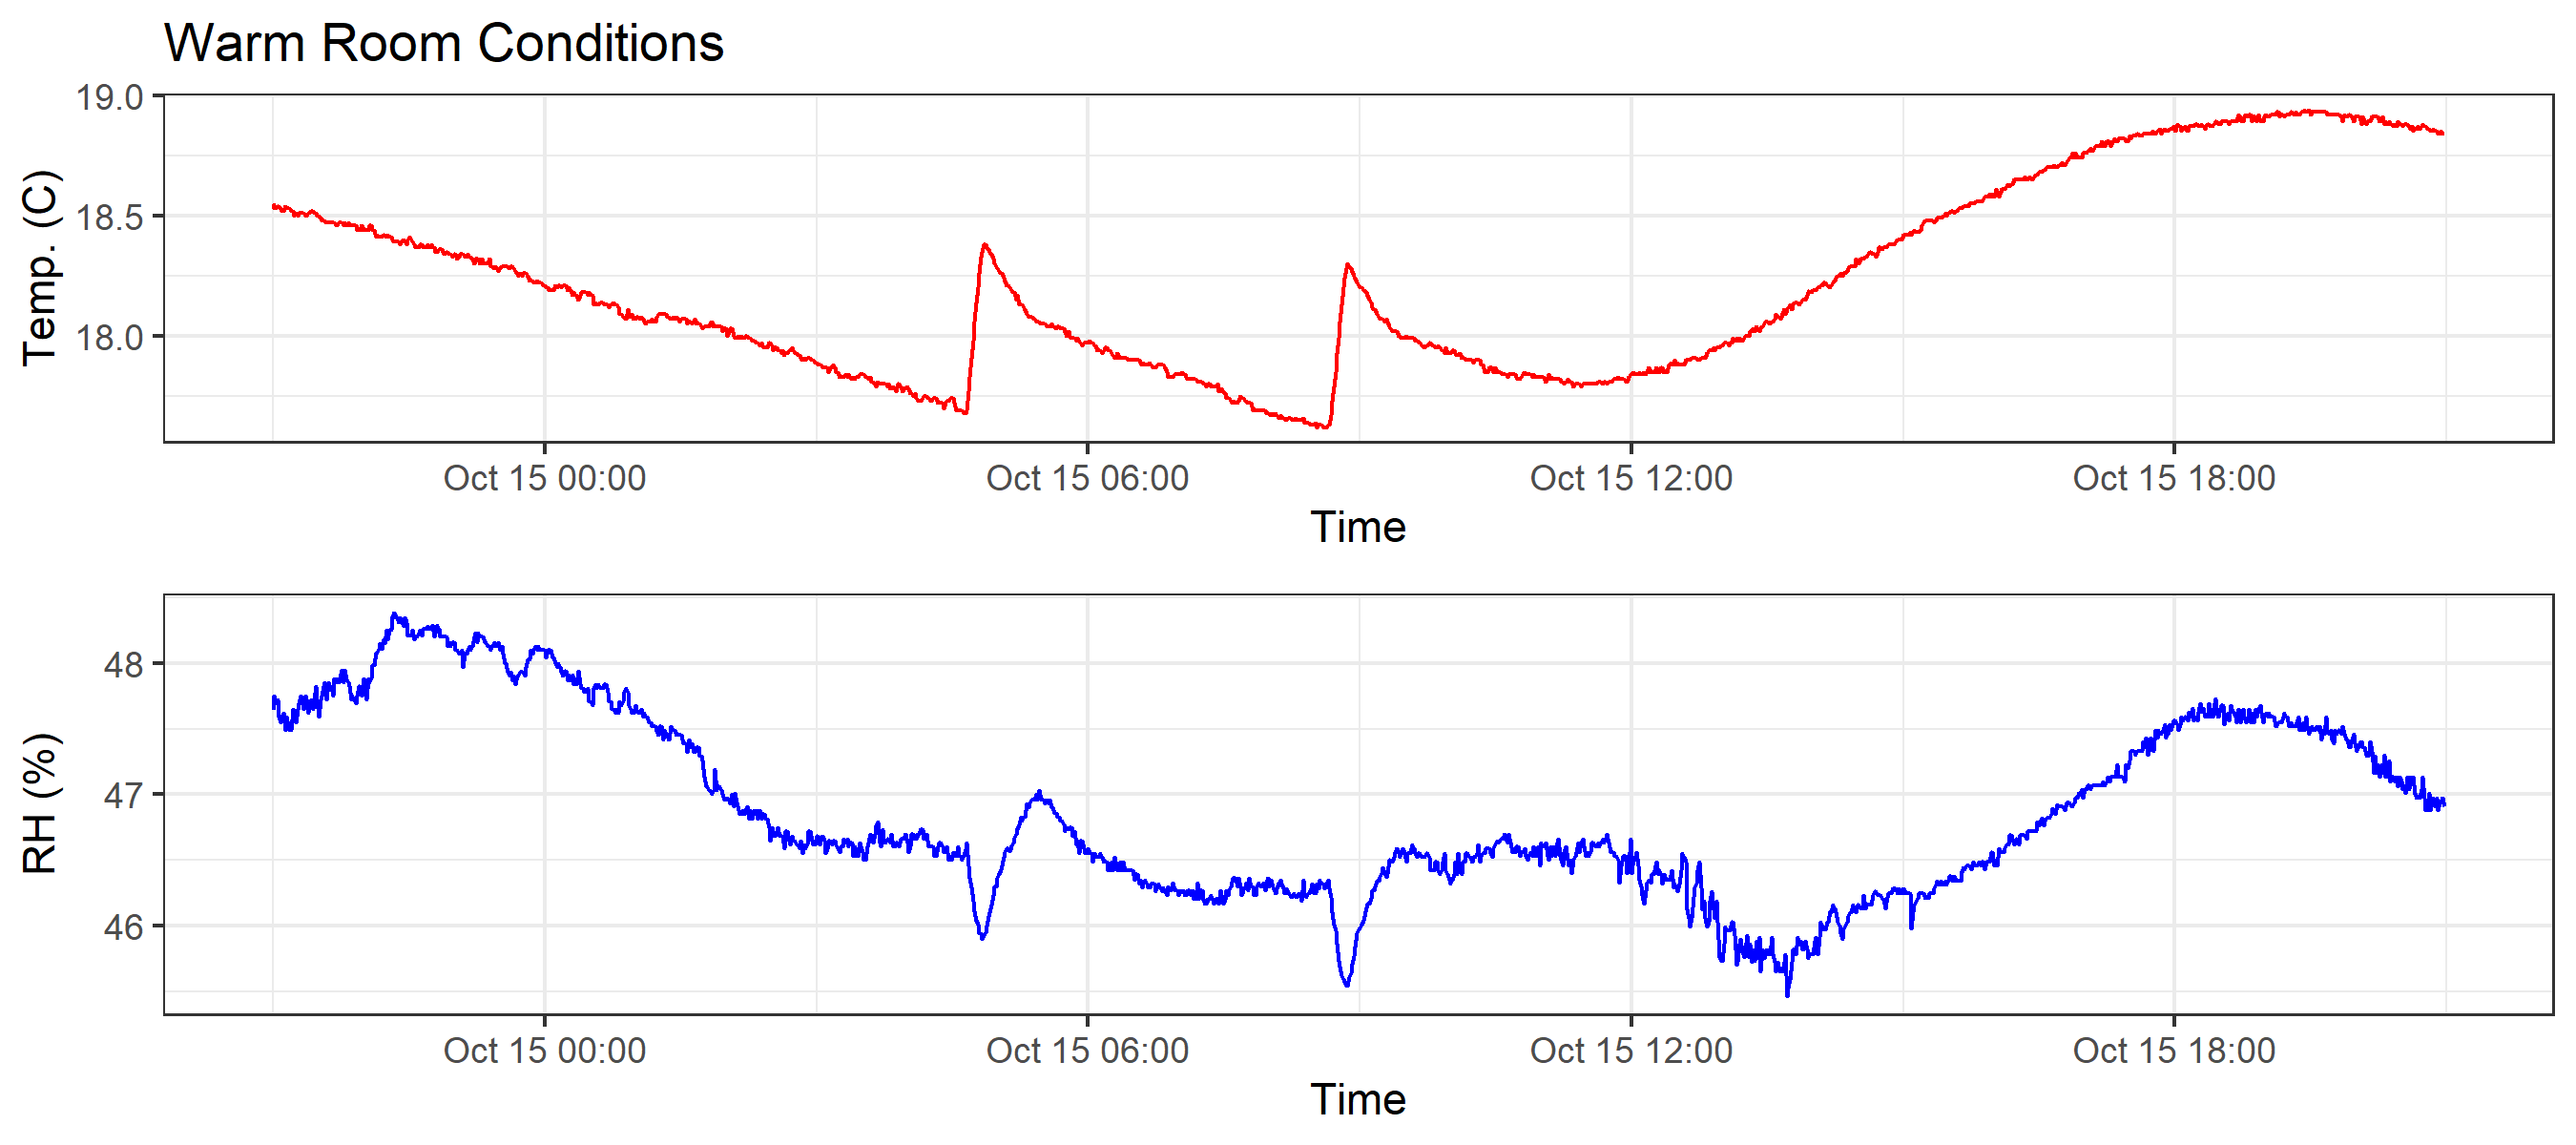 Warm Room Conditions
19.0
18.5
18.0
Temp. (C)
Oct 15 00:00 Oct 15 06:00 Oct 15 12:00 Oct 15 18:00
Time
48
47
46
RH (%)
Oct 15 00:00 Oct 15 06:00 Oct 15 12:00 Oct 15 18:00
Time